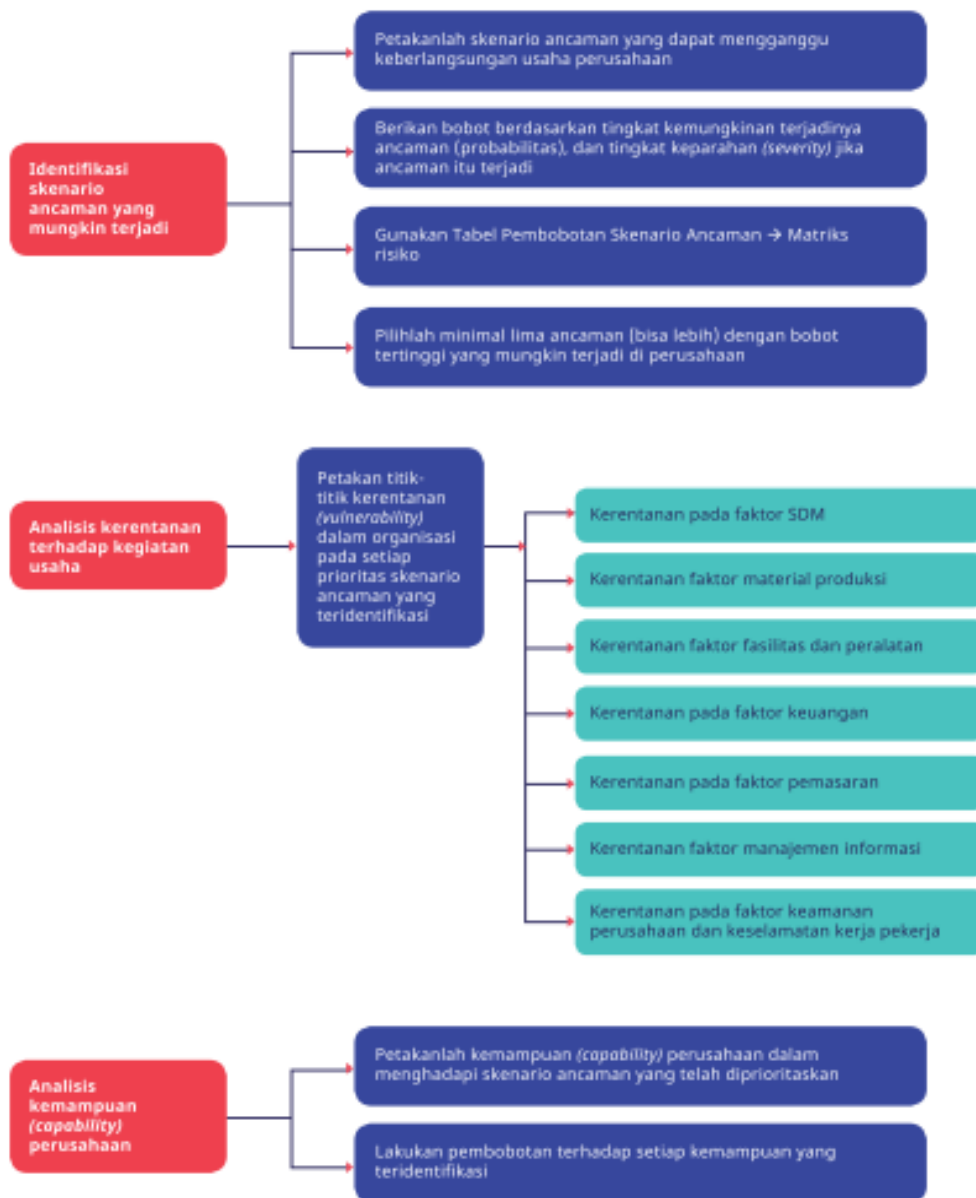 Identifikasi
skenario
ancaman yang
mungkin terjadi
Petakanlah skenario ancaman yang dapat mengganggu
keberlangsungan usaha perusahaan
Berikan bobot berdasarkan tingkat kemungkinan terjadinya
ancaman (probabilitas), dan tingkat keparahan (severity) jika
ancaman itu terjadi
Gunakan Tabel Pembobotan Skenario Ancaman → Matriks
risiko
Pilihlah minimal lima ancaman (bisa lebih) dengan bobot
tertinggi yang mungkin terjadi di perusahaan
Analisis kerentanan
terhadap kegiatan
usaha
Petakan titik-
titik kerentanan
(vulnerability)
dalam organisasi
pada setiap
prioritas skenario
ancaman yang
teridentifikasi
Kerentanan pada faktor SDM
Kerentanan faktor material produksi
Kerentanan faktor fasilitas dan peralatan
Kerentanan pada faktor keuangan
Kerentanan pada faktor pemasaran
Kerentanan faktor manajemen informasi
Kerentanan pada faktor keamanan
perusahaan dan keselamatan kerja pekerja
Analisis
kemampuan
(capability)
perusahaan
Petakanlah kemampuan (capability) perusahaan dalam
menghadapi skenario ancaman yang telah diprioritaskan
Lakukan pembobotan terhadap setiap kemampuan yang
teridentifikasi